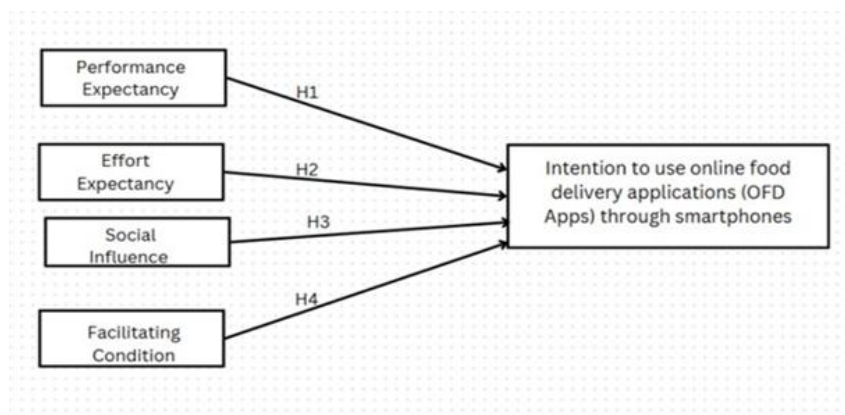 Performance
Expectancy
H1
Effort
Expectancy
H2
Social
Influence
H3
Facilitating
Condition
H4
Intention to use online food
delivery applications (OFD
Apps) through smartphones